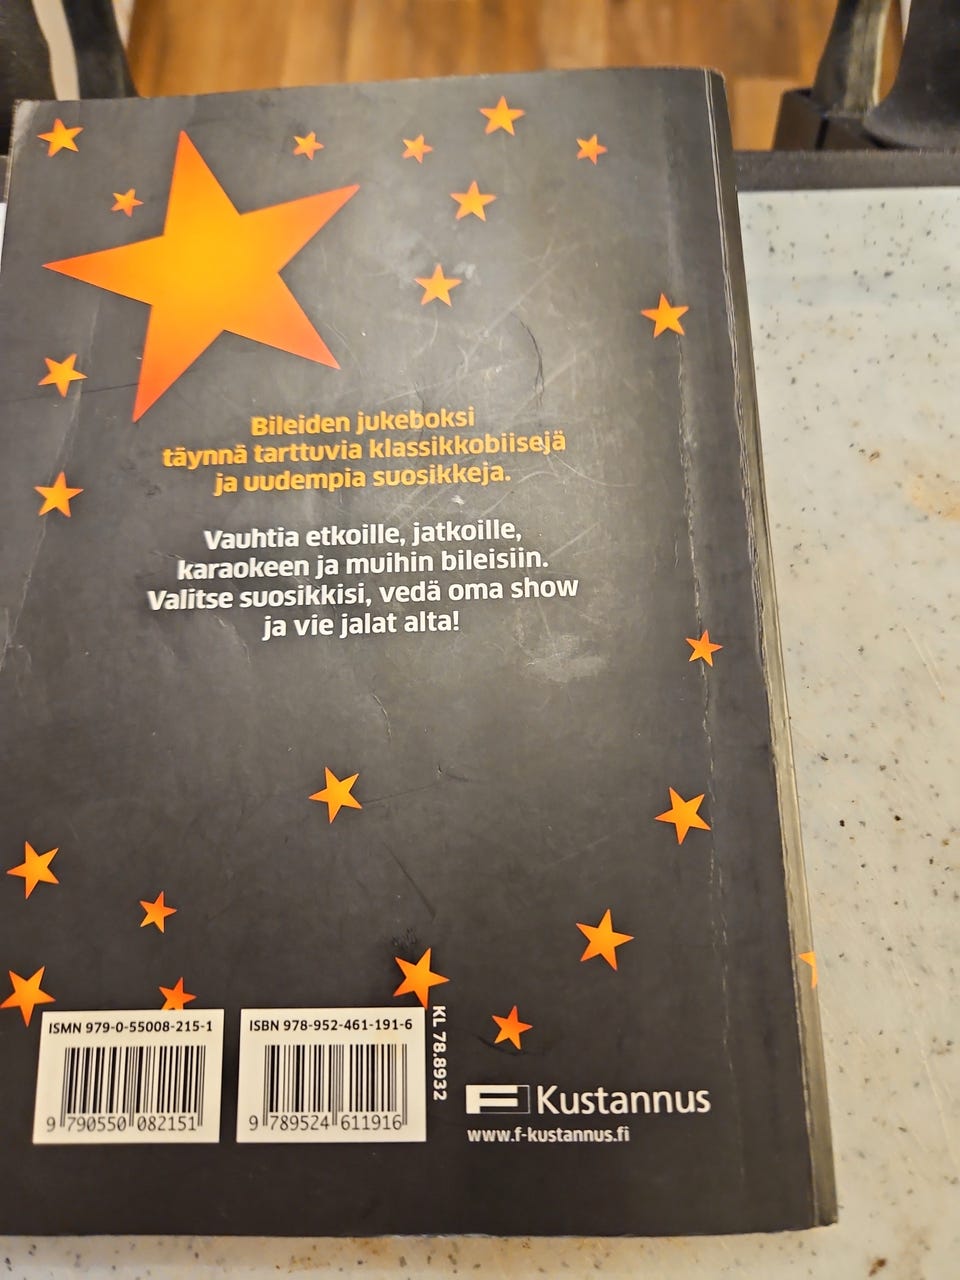 Bileiden jukeboksi
täynnä tarttuvia klassikkobiisejä
ja uudempia suosikkeja.
Vauhtia etkoille, jatkoille,
karaokeen ja muihin bileisiin.
Valitse suosikkisi, vedä oma show
ja vie jalat alta!
ISMN 979-0-55008-215-1
9 790550 082151
ISBN 978-952-461-191-6
9 789524 611916
KL 78.8932
F Kustannus
www.f-kustannus.fi